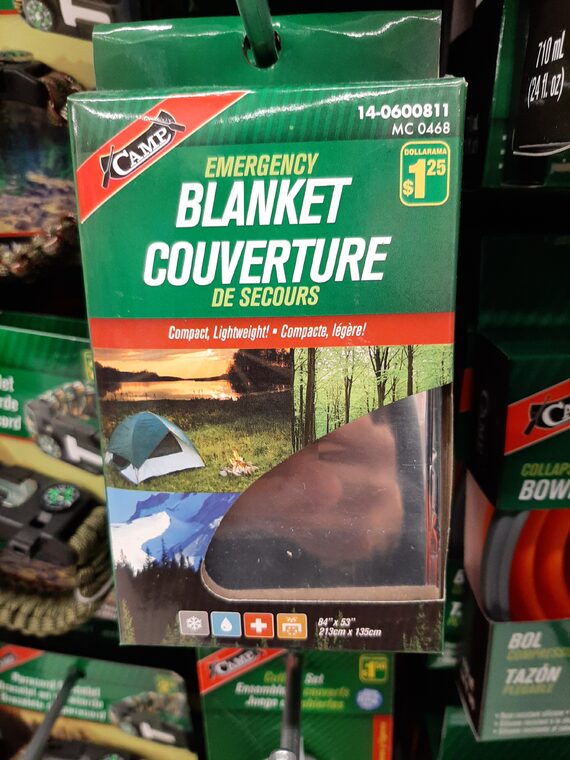 710 mL
(24 fl. oz)
14-0600811
MC 0468
CAMP
DOLLARAMA
$1.25
EMERGENCY
BLANKET
COUVERTURE
DE SECOURS
Compact, Lightweight! • Compacte, légère!
84" x 53"
213cm x 135cm
BOW
BOL
TAZÓN
PLEGABLE
CAMP